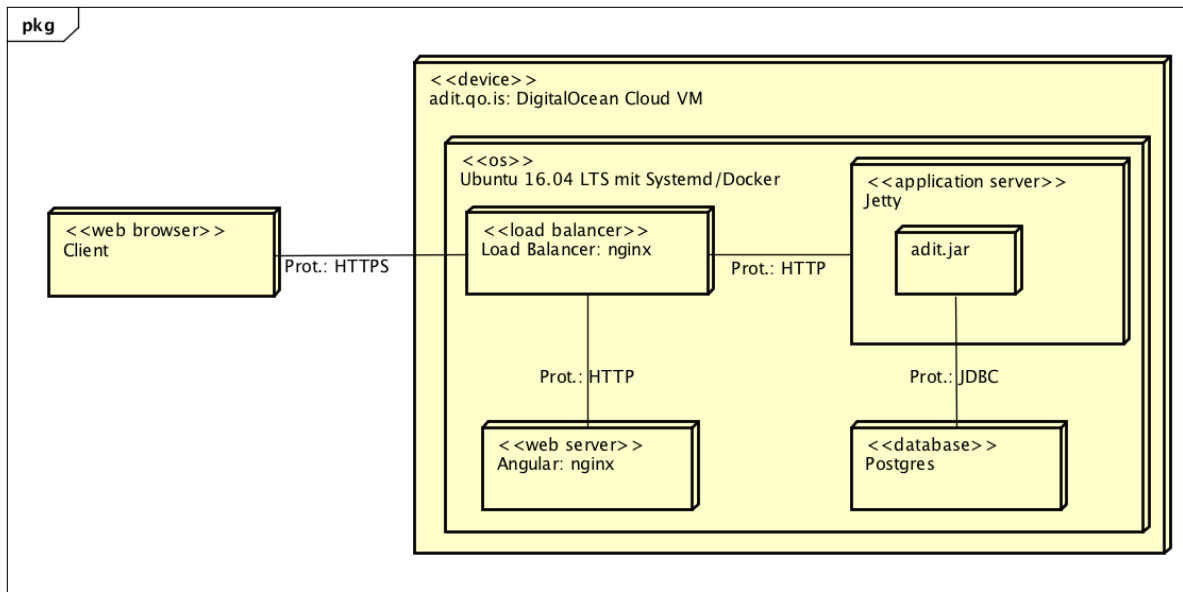 pkg
<<device>>
adit.qo.is: DigitalOcean Cloud VM
<<os>>
Ubuntu 16.04 LTS mit Systemd/Docker
<<application server>>
Jetty
adit.jar
<<web browser>>
Client
Prot.: HTTPS
<<load balancer>>
Load Balancer: nginx
Prot.: HTTP
Prot.: HTTP
Prot.: JDBC
<<web server>>
Angular: nginx
<<database>>
Postgres